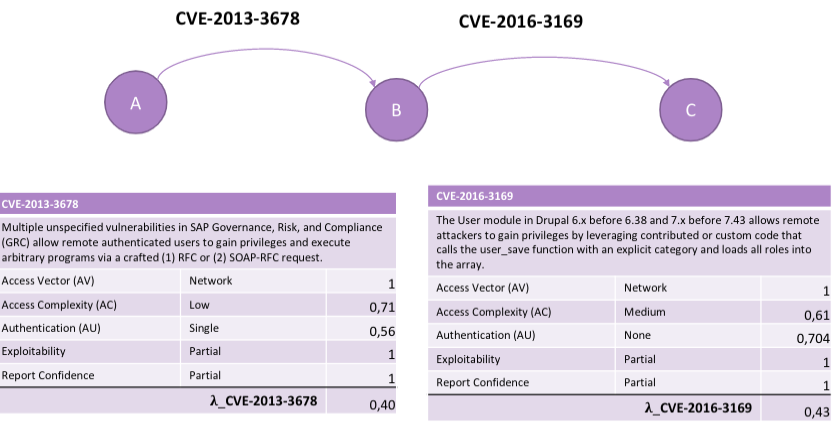 CVE-2013-3678
CVE-2016-3169
A
B
C
CVE-2013-3678
Multiple unspecified vulnerabilities in SAP Governance, Risk, and Compliance
(GRC) allow remote authenticated users to gain privileges and execute
arbitrary programs via a crafted (1) RFC or (2) SOAP-RFC request.
Access Vector (AV) Network 1
Access Complexity (AC) Low 0,71
Authentication (AU) Single 0,56
Exploitability Partial 1
Report Confidence Partial 1
λ_CVE-2013-3678 0,40
CVE-2016-3169
The User module in Drupal 6.x before 6.38 and 7.x before 7.43 allows remote
attackers to gain privileges by leveraging contributed or custom code that
calls the user_save function with an explicit category and loads all roles into
the array.
Access Vector (AV) Network 1
Access Complexity (AC) Medium 0,61
Authentication (AU) None 0,704
Exploitability Partial 1
Report Confidence Partial 1
λ_CVE-2016-3169 0,43